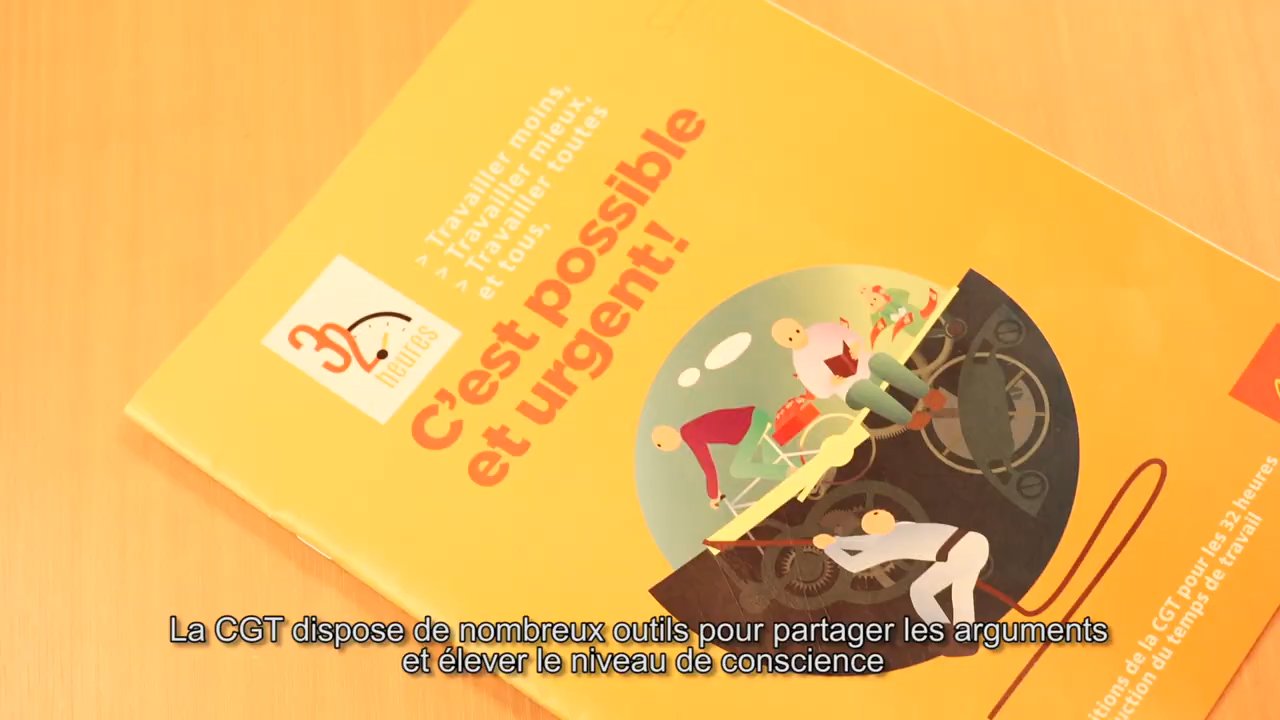 > Travailler moins,
> Travailler mieux,
> Travailler toutes
et tous,
C'est possible
et urgent !
32
heures
itions de la CGT pour les 32 heures
uction du temps de travail
La CGT dispose de nombreux outils pour partager les arguments
et élever le niveau de conscience